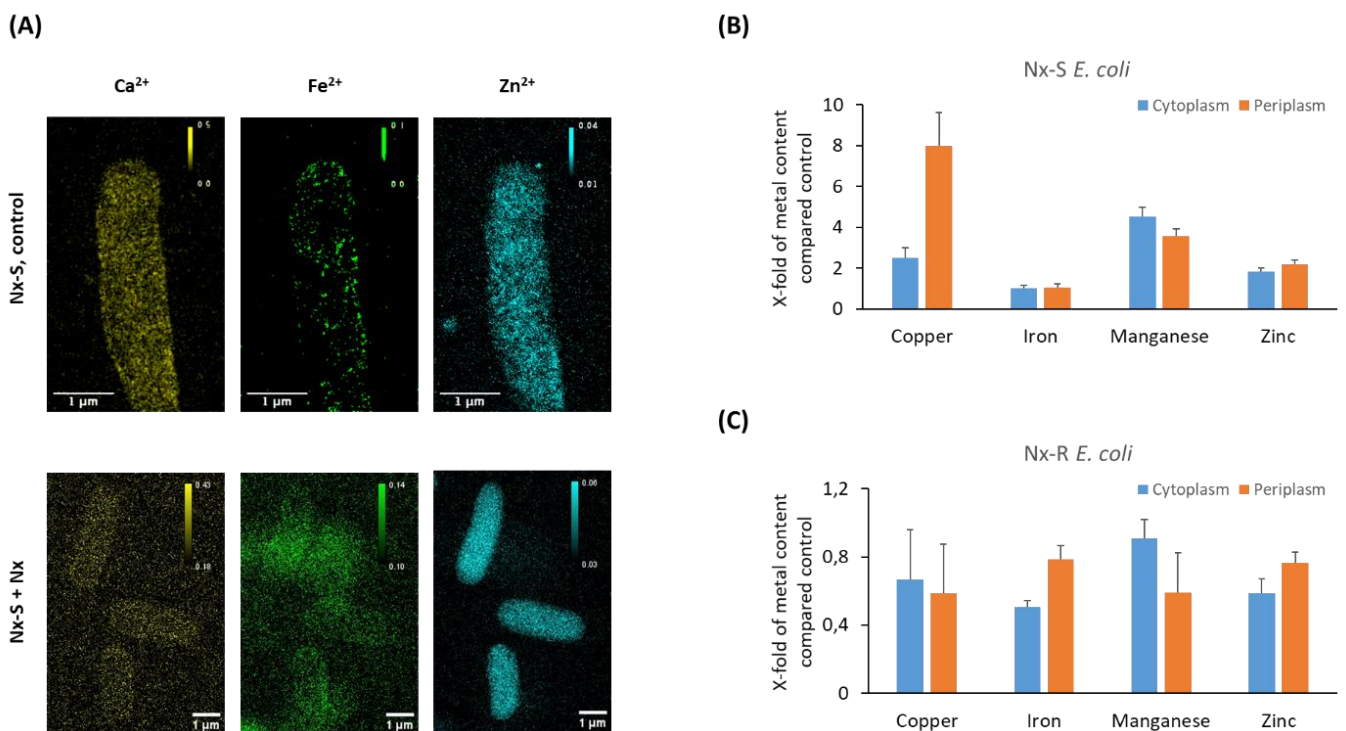 (A)
Ca2+
Fe2+
Zn2+
Nx-S, control
0.5
0.0
1 µm
0.1
0.0
1 µm
0.04
0.01
1 µm
Nx-S + Nx
0.43
0.18
1 µm
0.14
0.10
1 µm
0.06
0.03
1 µm
(B)
Nx-S E. coli
Cytoplasm Periplasm
X-fold of metal content
compared control
10
8
6
4
2
0
Copper Iron Manganese Zinc
(C)
Nx-R E. coli
Cytoplasm Periplasm
X-fold of metal content
compared control
1,2
0,8
0,4
0
Copper Iron Manganese Zinc